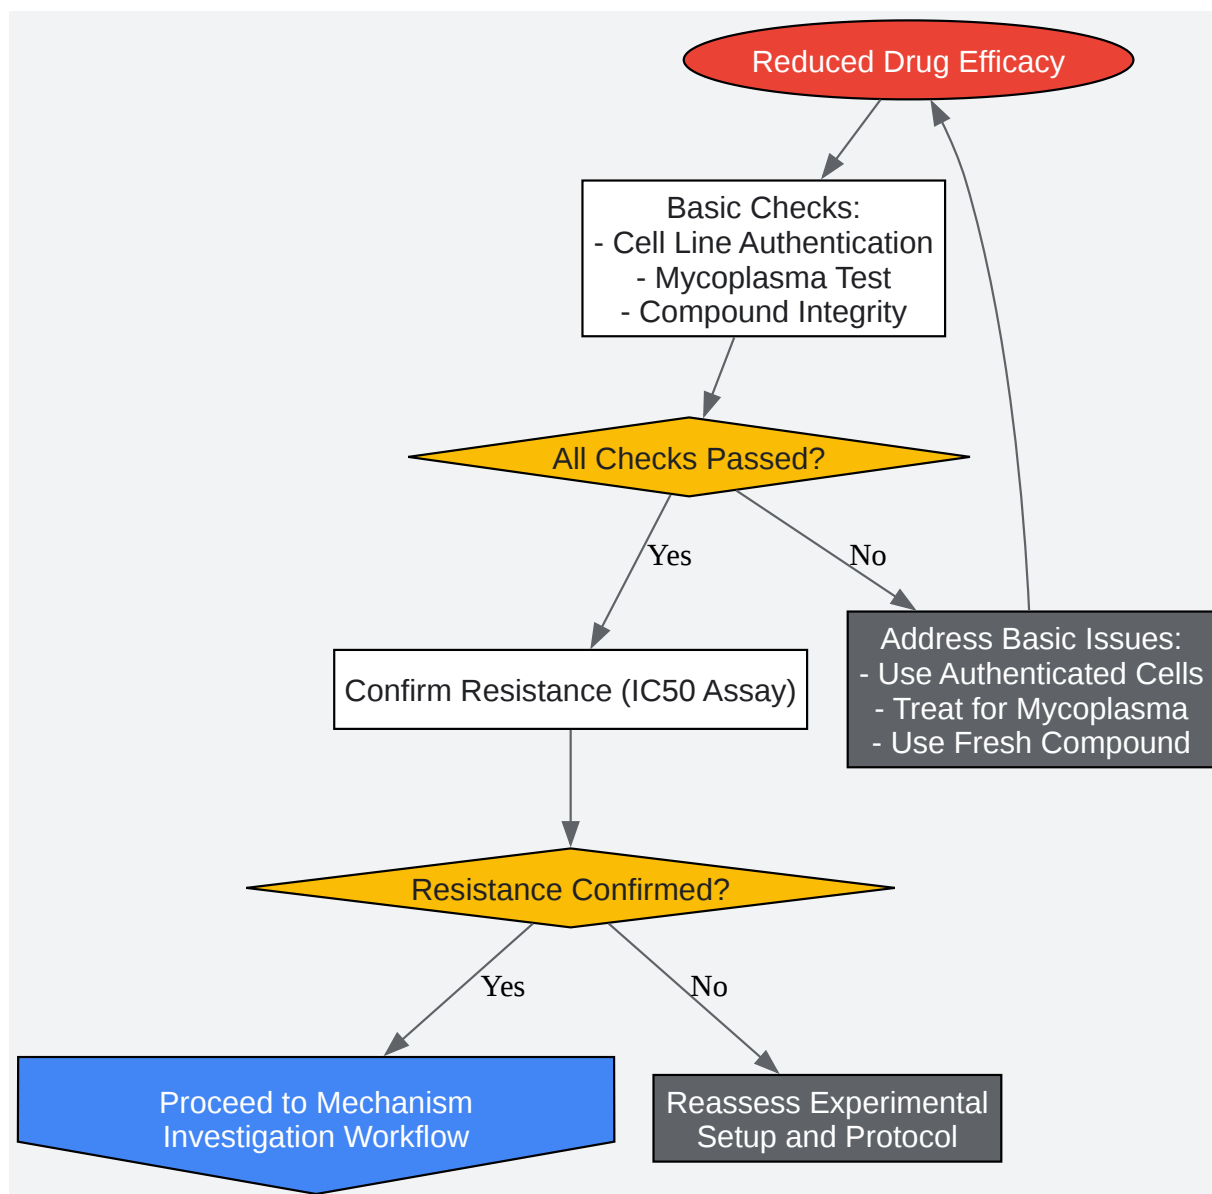 Reduced Drug Efficacy
Basic Checks:
- Cell Line Authentication
- Mycoplasma Test
- Compound Integrity
All Checks Passed?
Yes
No
Address Basic Issues:
- Use Authenticated Cells
- Treat for Mycoplasma
- Use Fresh Compound
Confirm Resistance (IC50 Assay)
Resistance Confirmed?
Yes
No
Proceed to Mechanism
Investigation Workflow
Reassess Experimental
Setup and Protocol